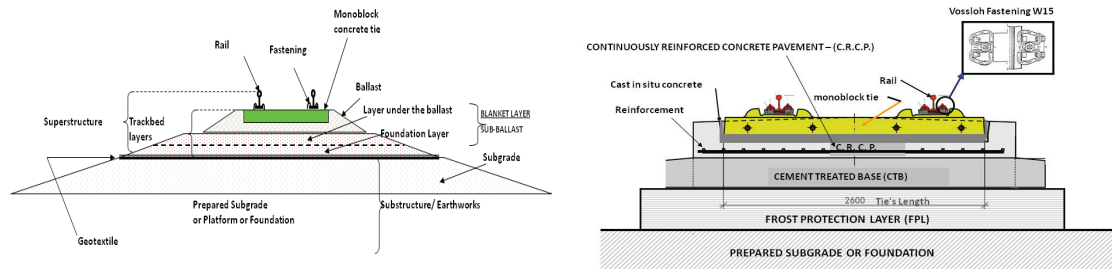 Monoblock
concrete tie
Rail
Fastening
Ballast
Layer under the ballast
BLANKET LAYER
SUB-BALLAST
Superstructure
Trackbed
layers
Foundation Layer
Subgrade
Prepared Subgrade
or Platform or Foundation
Substructure/ Earthworks
Geotextile
Vossloh Fastening W15
CONTINUOUSLY REINFORCED CONCRETE PAVEMENT – (C.R.C.P.)
Rail
Cast in situ concrete
monoblock tie
Reinforcement
C. R. C. P.
CEMENT TREATED BASE (CTB)
2600 Tie's Length
FROST PROTECTION LAYER (FPL)
PREPARED SUBGRADE OR FOUNDATION